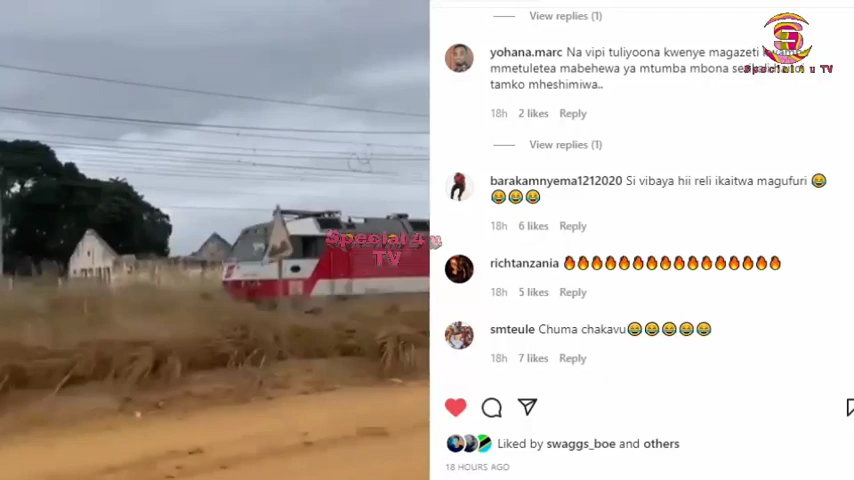 View replies (1)
yohana.marc Na vipi tuliyoona kwenye magazeti kwamba
mmetuletea mabehewa ya mtumba mbona
tamko mheshimiwa..
18h 2 likes Reply
View replies (1)
barakamnyema1212020 Si vibaya hii reli ikaitwa magufuri 😂
😂😂😂
18h 6 likes Reply
richtanzania 🔥🔥🔥🔥🔥🔥🔥🔥🔥🔥🔥🔥🔥🔥🔥🔥
18h 5 likes Reply
smteule Chuma chakavu😂😂😂😂😂
18h 7 likes Reply
Liked by swaggs_boe and others
18 HOURS AGO
Special 4 u TV
Special 4 u
TV